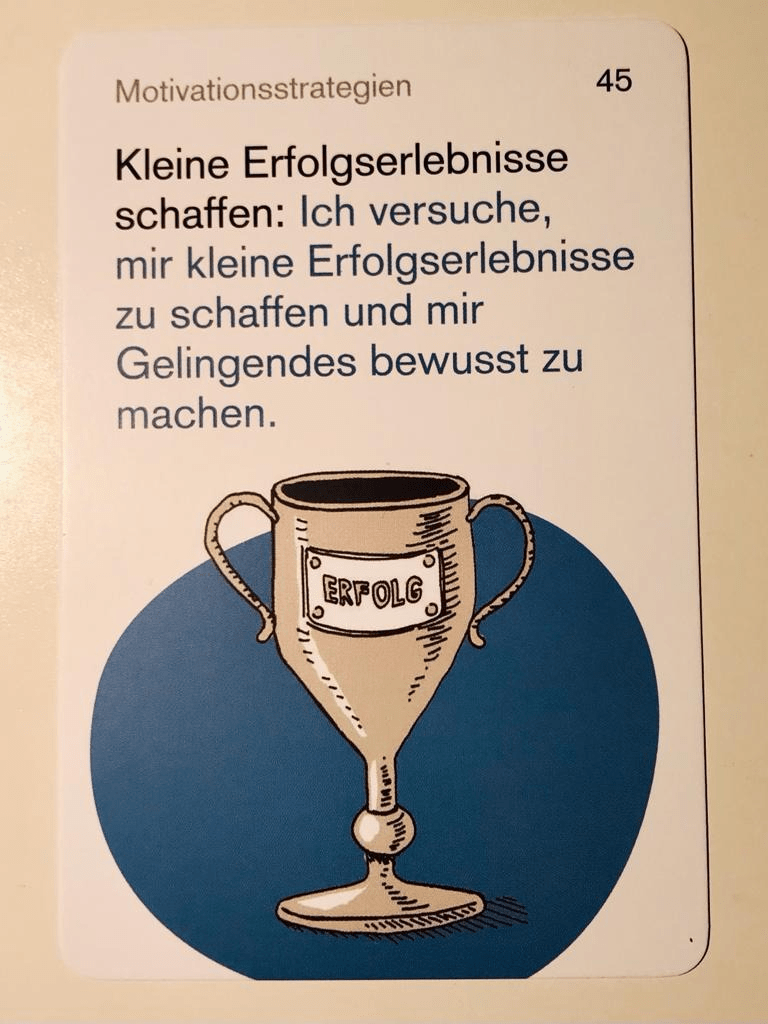 Motivationsstrategien 45
Kleine Erfolgserlebnisse
schaffen: Ich versuche,
mir kleine Erfolgserlebnisse
zu schaffen und mir
Gelingendes bewusst zu
machen.
ERFOLG